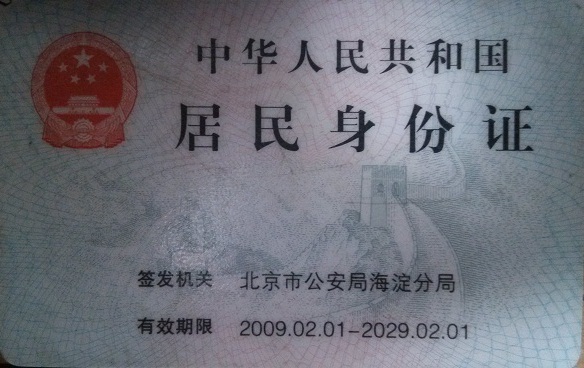 中华人民共和国
居民身份证
签发机关 北京市公安局海淀分局
有效期限 2009.02.01-2029.02.01